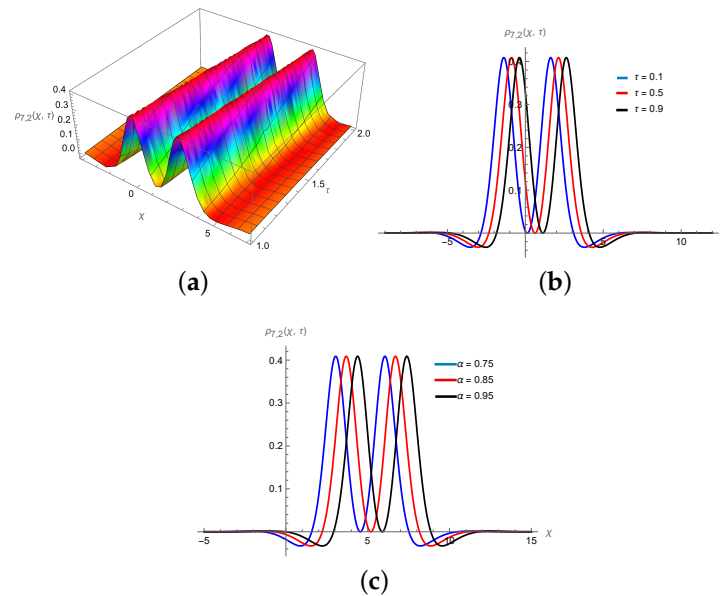 ρ7,2(χ, τ)
0.4
0.3
0.2
0.1
0.0
0
5
χ
1.0
1.5
2.0
τ
(a)
ρ7,2(χ, τ)
0.4
0.3
0.2
0.1
−5
5
10
τ = 0.1
τ = 0.5
τ = 0.9
(b)
ρ7,2(χ, τ)
0.4
0.3
0.2
0.1
−5
5
10
15
χ
α = 0.75
α = 0.85
α = 0.95
(c)